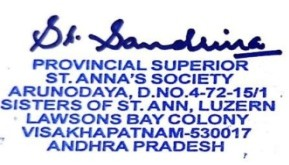 Sr. Sandhina
PROVINCIAL SUPERIOR
ST. ANNA'S SOCIETY
ARUNODAYA, D.NO.4-72-15/1
SISTERS OF ST. ANN, LUZERN
LAWSONS BAY COLONY
VISAKHAPATNAM-530017
ANDHRA PRADESH